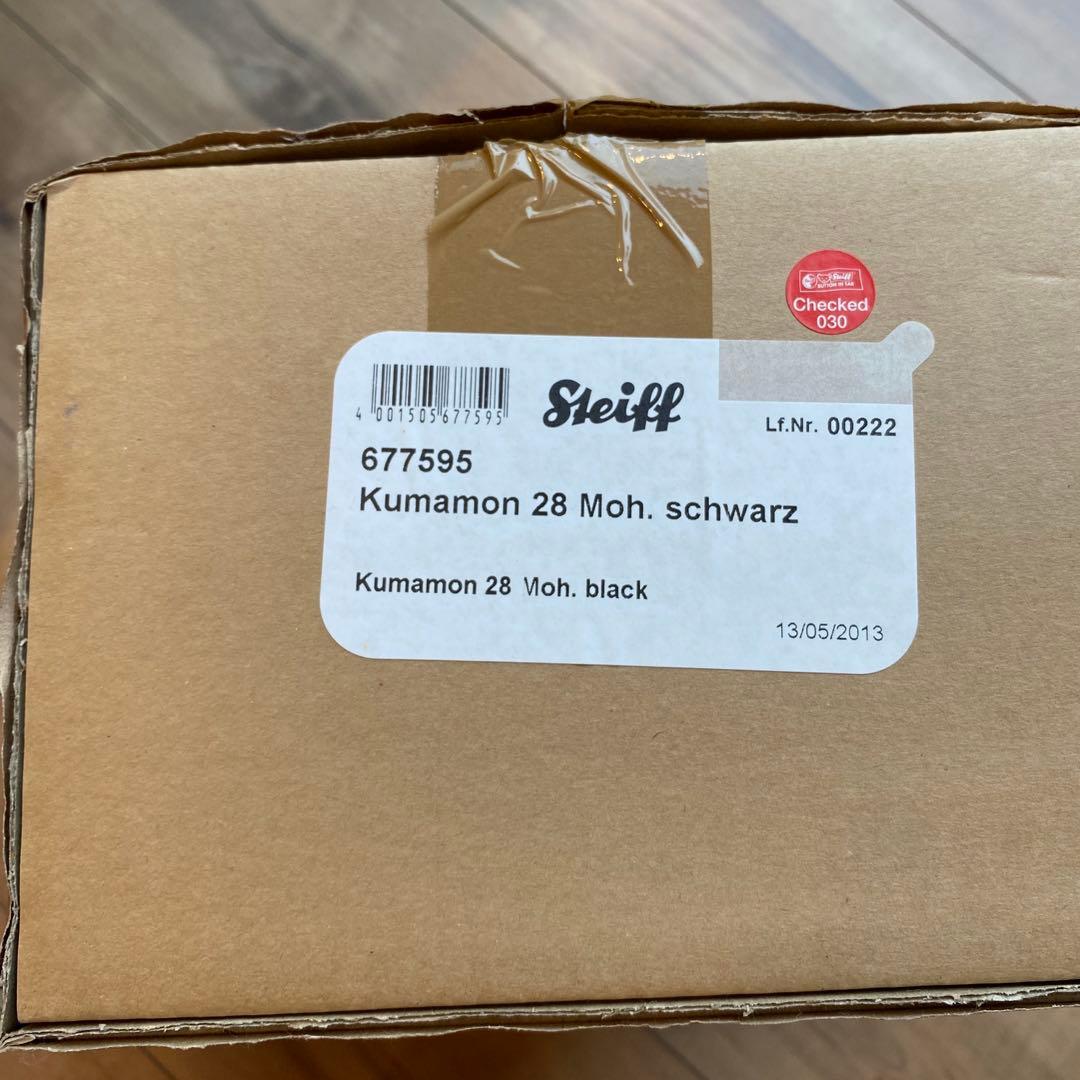 Steiff
BUTTON IN EAR
Checked
030
4 001505 677595
Steiff
Lf.Nr. 00222
677595
Kumamon 28 Moh. schwarz
Kumamon 28 Moh. black
13/05/2013